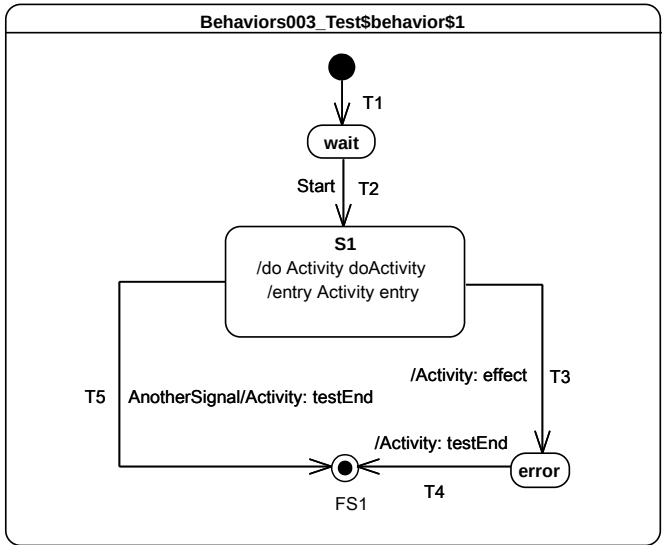 Behaviors003_Test$behavior$1
T1
wait
Start T2
S1
/do Activity doActivity
/entry Activity entry
/Activity: effect T3
T5 AnotherSignal/Activity: testEnd
/Activity: testEnd
error
T4
FS1